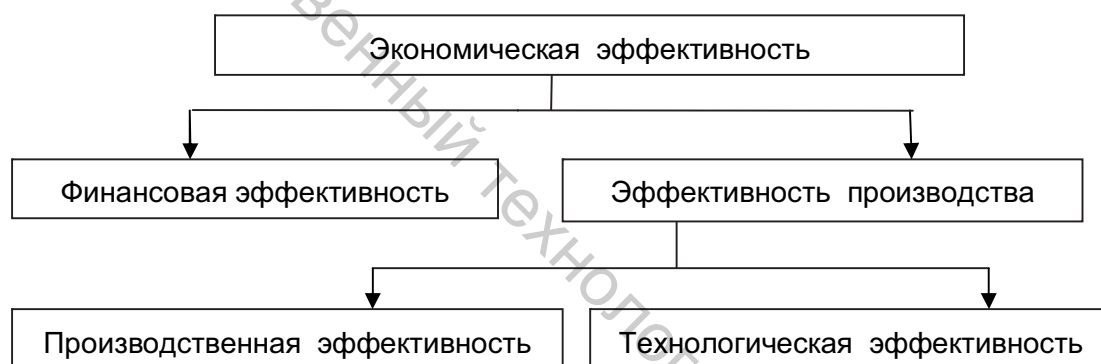 Экономическая эффективность
Финансовая эффективность
Эффективность производства
Производственная эффективность
Технологическая эффективность